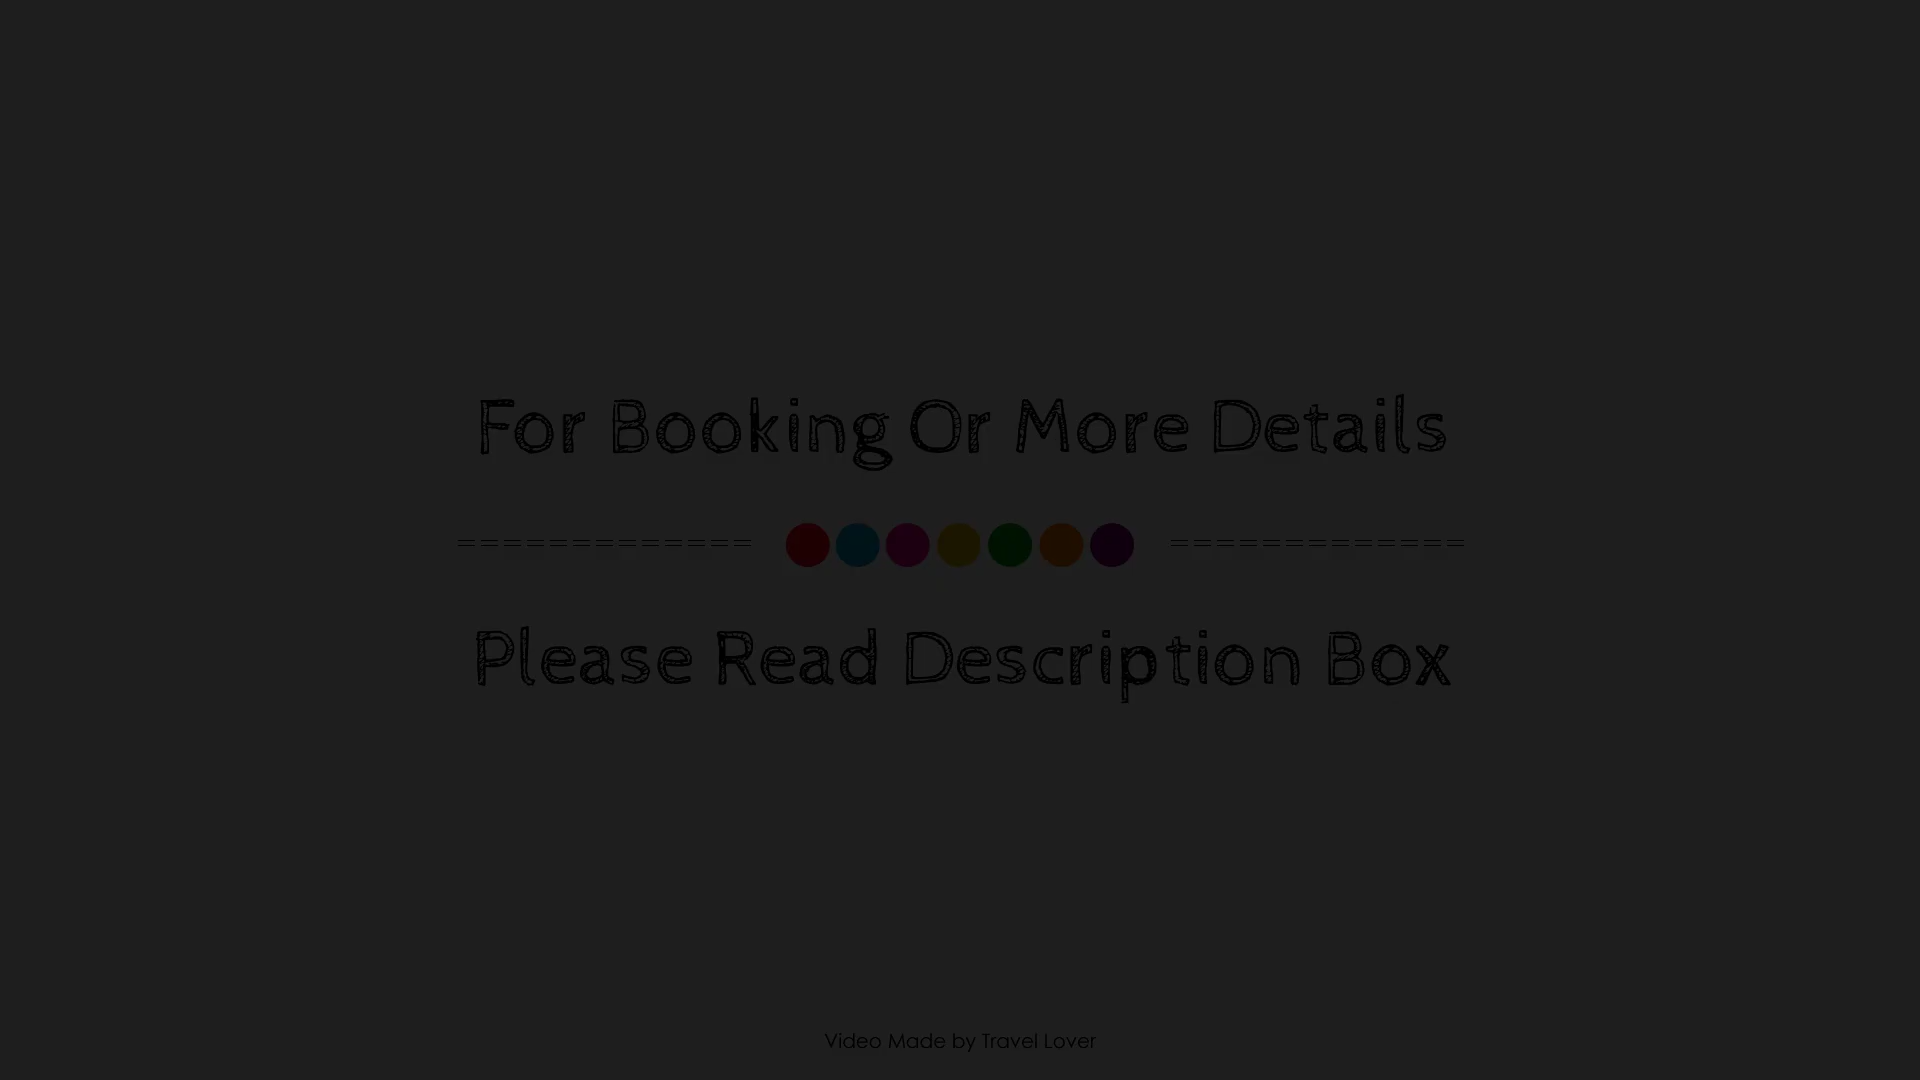 For Booking Or More Details
============= =============
Please Read Description Box
Video Made by Travel Lover